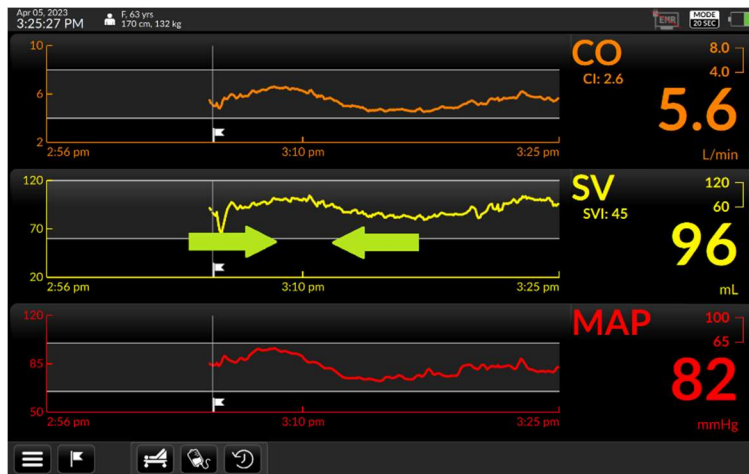 Apr 05, 2023
3:25:27 PM
F, 63 yrs
170 cm, 132 kg
EMR
MODE
20 SEC
10
6
2
2:56 pm
3:10 pm
3:25 pm
CO
CI: 2.6
8.0
4.0
5.6
L/min
120
70
20
2:56 pm
3:10 pm
3:25 pm
SV
SVI: 45
120
60
96
mL
120
85
50
2:56 pm
3:10 pm
3:25 pm
MAP
100
65
82
mmHg